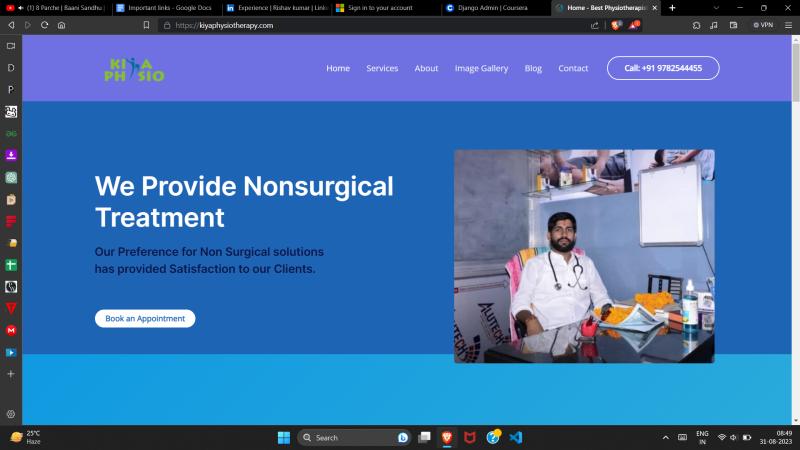 (1) 8 Parche | Baani Sandhu |
Important links - Google Docs
Experience | Rishav kumar | Linke
Sign in to your account
Django Admin | Coursera
Home - Best Physiotherapist
https://kiyaphysiotherapy.com
VPN
KIYA
PHYSIO
Home
Services
About
Image Gallery
Blog
Contact
Call: +91 9782544455
We Provide Nonsurgical
Treatment
Our Preference for Non Surgical solutions
has provided Satisfaction to our Clients.
Book an Appointment
ALUTECH
ALUTECH
25°C
Haze
Search
ENG
IN
08:49
31-08-2023